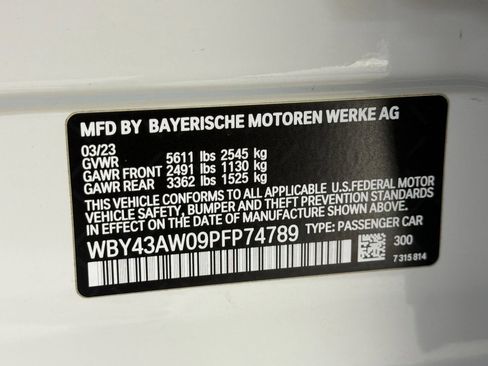 MFD BY BAYERISCHE MOTOREN WERKE AG
03/23
GVWR 5611 lbs 2545 kg
GAWR FRONT 2491 lbs 1130 kg
GAWR REAR 3362 lbs 1525 kg
THIS VEHICLE CONFORMS TO ALL APPLICABLE U.S.FEDERAL MOTOR
VEHICLE SAFETY, BUMPER AND THEFT PREVENTION STANDARDS
IN EFFECT ON THE DATE OF MANUFACTURE SHOWN ABOVE.
WBY43AW09PFP74789 TYPE: PASSENGER CAR
300
7 315 814